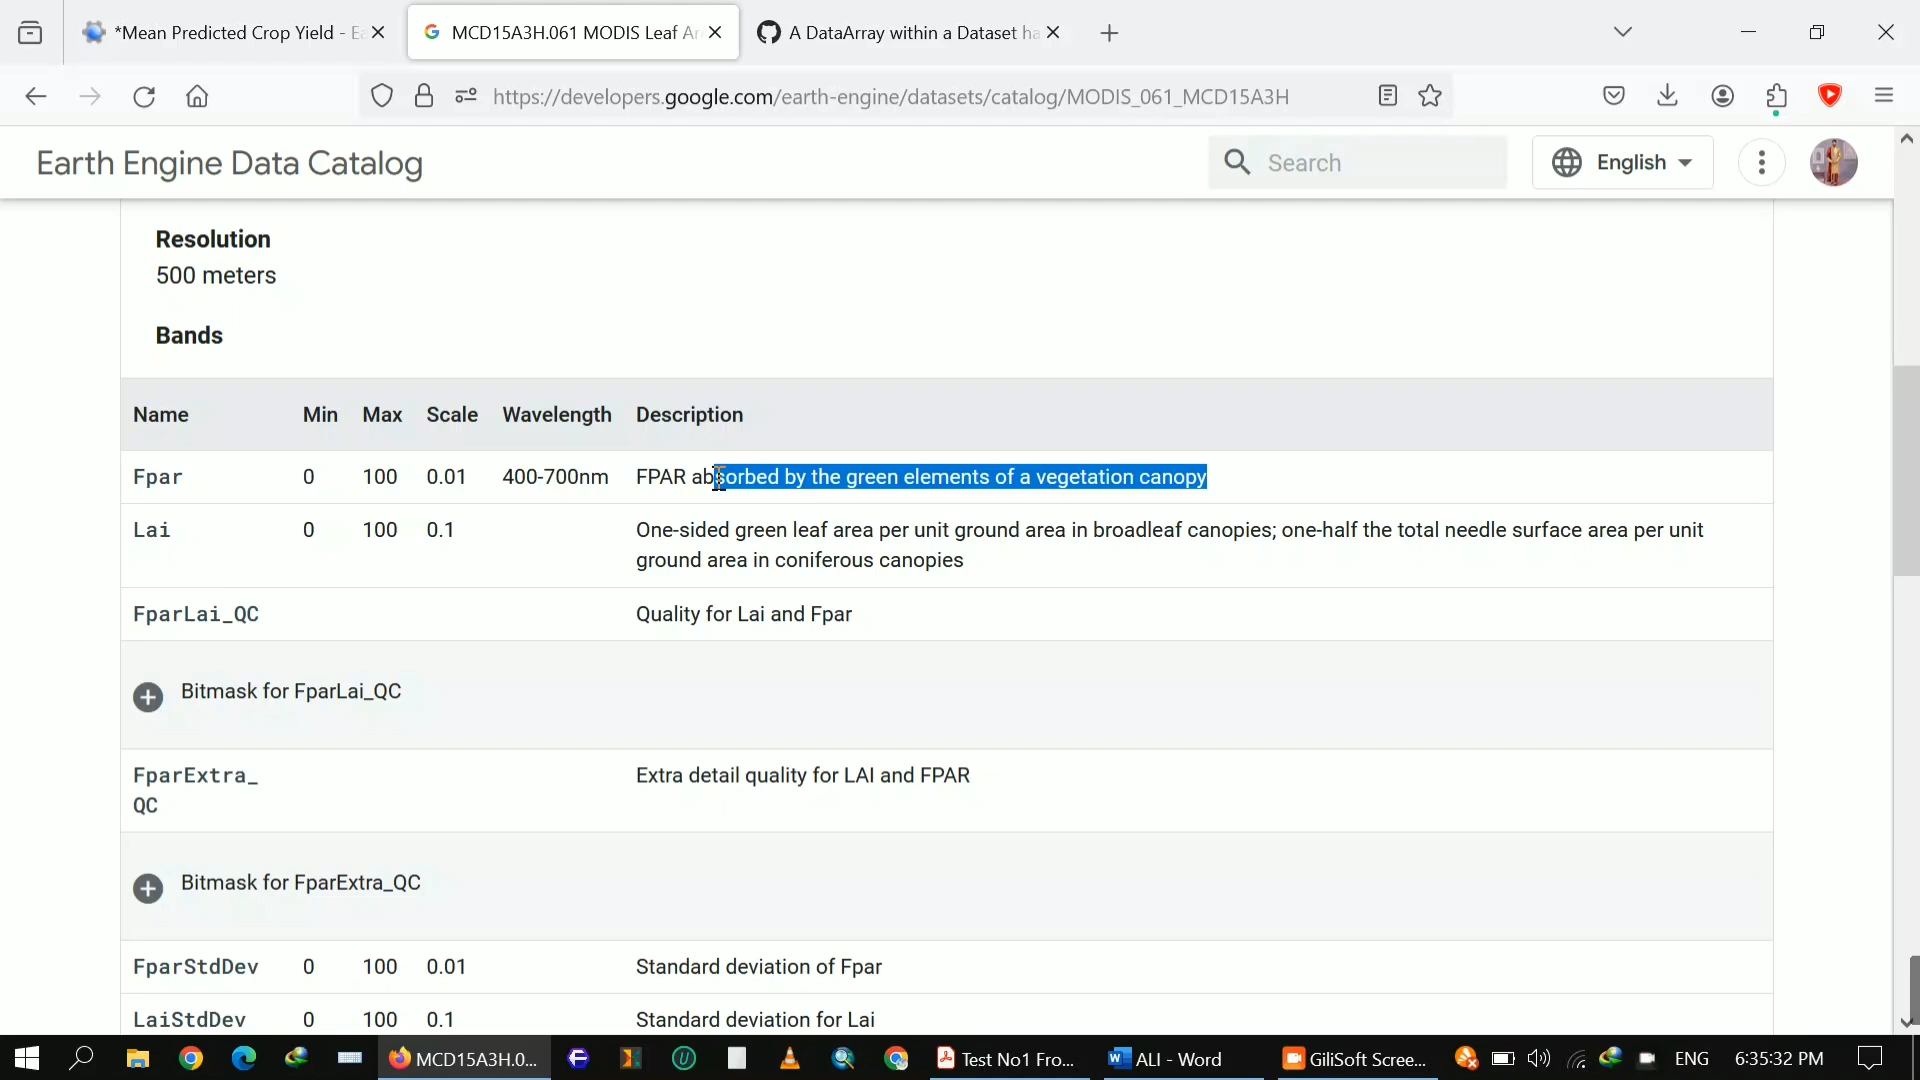 *Mean Predicted Crop Yield - Ea
MCD15A3H.061 MODIS Leaf Ar
A DataArray within a Dataset ha
https://developers.google.com/earth-engine/datasets/catalog/MODIS_061_MCD15A3H
Earth Engine Data Catalog
Search
English
Resolution
500 meters
Bands
Name Min Max Scale Wavelength Description
Fpar 0 100 0.01 400-700nm FPAR absorbed by the green elements of a vegetation canopy
Lai 0 100 0.1 One-sided green leaf area per unit ground area in broadleaf canopies; one-half the total needle surface area per unit
ground area in coniferous canopies
FparLai_QC Quality for Lai and Fpar
Bitmask for FparLai_QC
FparExtra_ Extra detail quality for LAI and FPAR
QC
Bitmask for FparExtra_QC
FparStdDev 0 100 0.01 Standard deviation of Fpar
LaiStdDev 0 100 0.1 Standard deviation for Lai
MCD15A3H.0... Test No1 Fro... ALI - Word GiliSoft Scree... ENG 6:35:32 PM